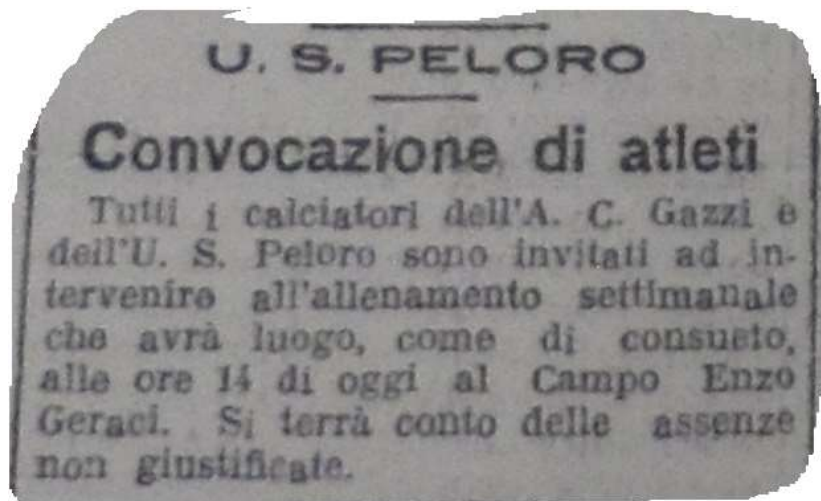 U. S. PELORO
Convocazione di atleti
Tutti i calciatori dell'A. C. Gazzi e
dell'U. S. Peloro sono invitati ad in-
tervenire all'allenamento settimanale
che avrà luogo, come di consueto,
alle ore 14 di oggi al Campo Enzo
Geraci. Si terrà conto delle assenze
non giustificate.